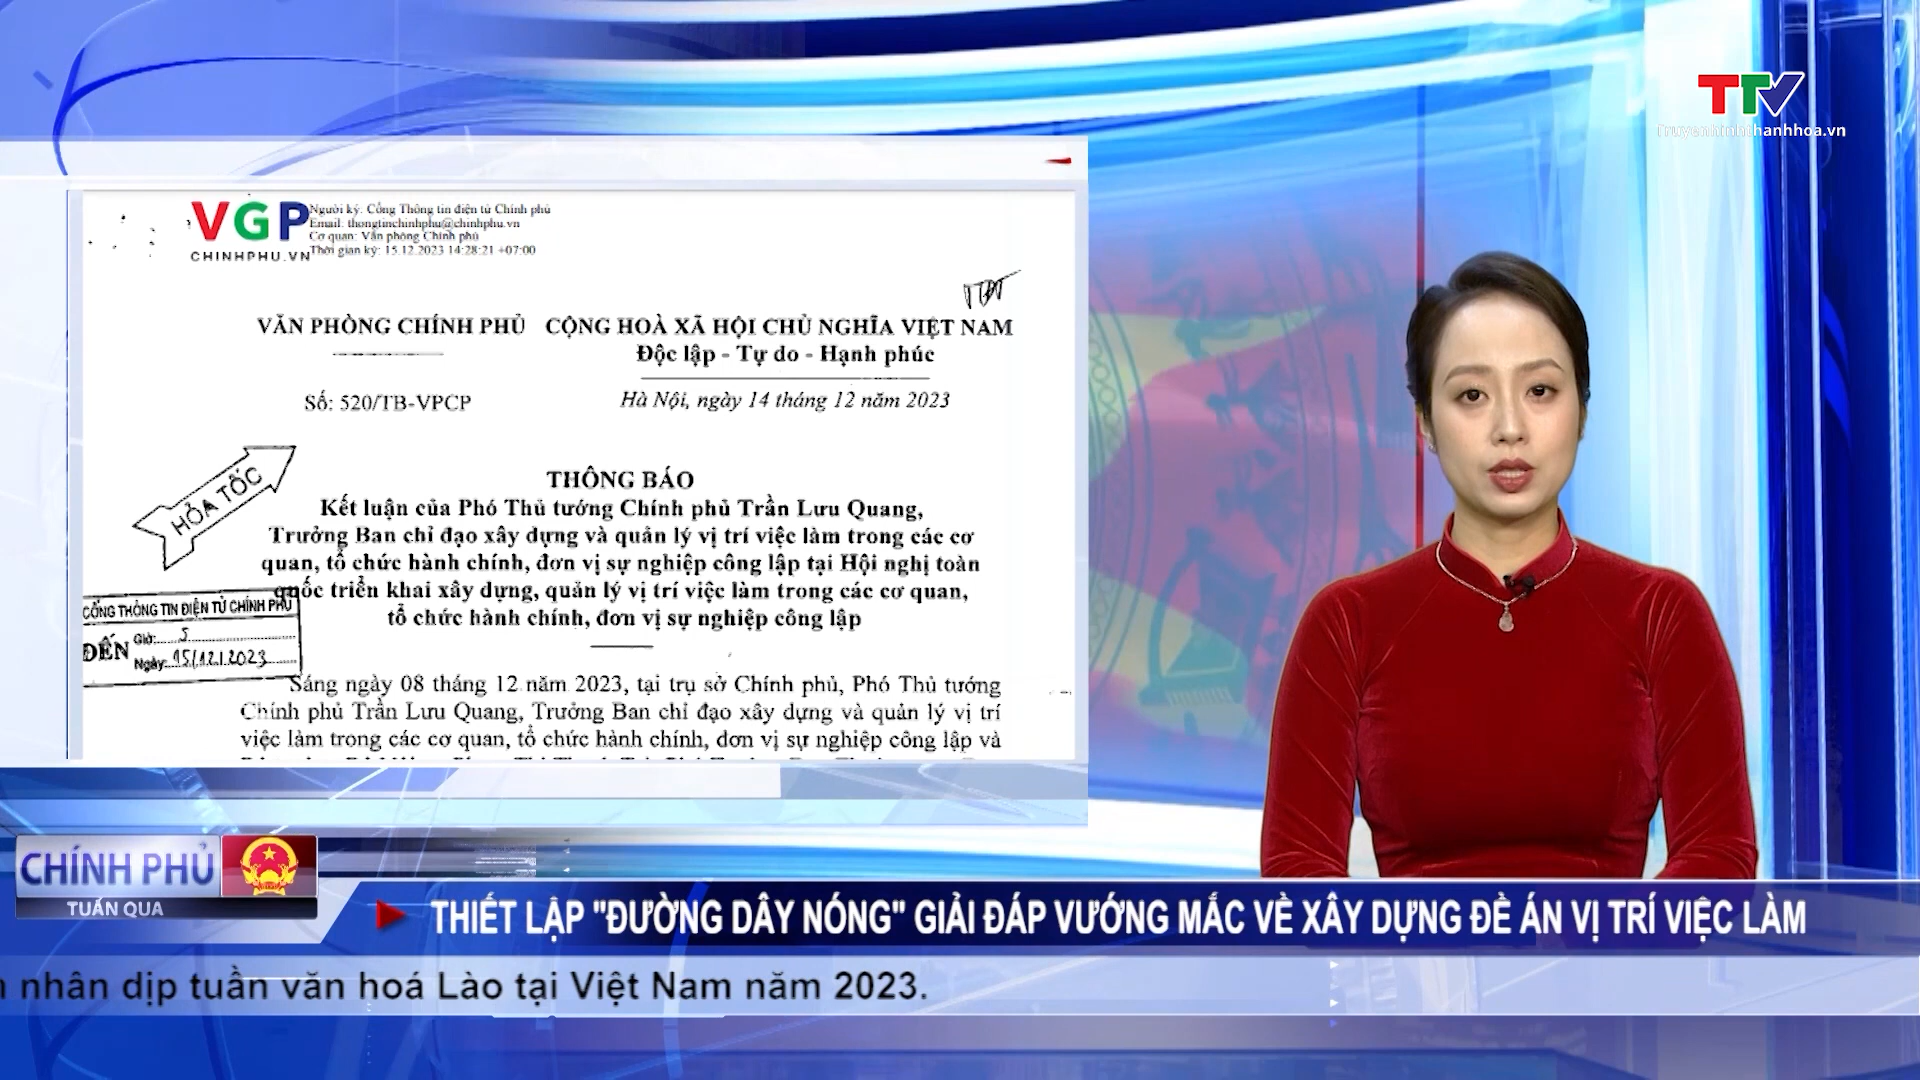 TTV
truyenhinhthanhhoa.vn
VGP
CHINHPHU.VN
Người ký: Cổng Thông tin điện tử Chính phủ
Email: thongtinchinhphu@chinhphu.vn
Cơ quan: Văn phòng Chính phủ
Thời gian ký: 15.12.2023 14:28:21 +07:00
VĂN PHÒNG CHÍNH PHỦ
CỘNG HOÀ XÃ HỘI CHỦ NGHĨA VIỆT NAM
Độc lập - Tự do - Hạnh phúc
Số: 520/TB-VPCP
Hà Nội, ngày 14 tháng 12 năm 2023
HỎA TỐC
THÔNG BÁO
Kết luận của Phó Thủ tướng Chính phủ Trần Lưu Quang,
Trưởng Ban chỉ đạo xây dựng và quản lý vị trí việc làm trong các cơ
quan, tổ chức hành chính, đơn vị sự nghiệp công lập tại Hội nghị toàn
quốc triển khai xây dựng, quản lý vị trí việc làm trong các cơ quan,
tổ chức hành chính, đơn vị sự nghiệp công lập
CỔNG THÔNG TIN ĐIỆN TỬ CHÍNH PHỦ
ĐẾN
Giờ: 5
Ngày: 15/12/2023
Sáng ngày 08 tháng 12 năm 2023, tại trụ sở Chính phủ, Phó Thủ tướng
Chính phủ Trần Lưu Quang, Trưởng Ban chỉ đạo xây dựng và quản lý vị trí
việc làm trong các cơ quan, tổ chức hành chính, đơn vị sự nghiệp công lập và
CHÍNH PHỦ
TUẦN QUA
THIẾT LẬP "ĐƯỜNG DÂY NÓNG" GIẢI ĐÁP VƯỚNG MẮC VỀ XÂY DỰNG ĐỀ ÁN VỊ TRÍ VIỆC LÀM
nhân dịp tuần văn hoá Lào tại Việt Nam năm 2023.